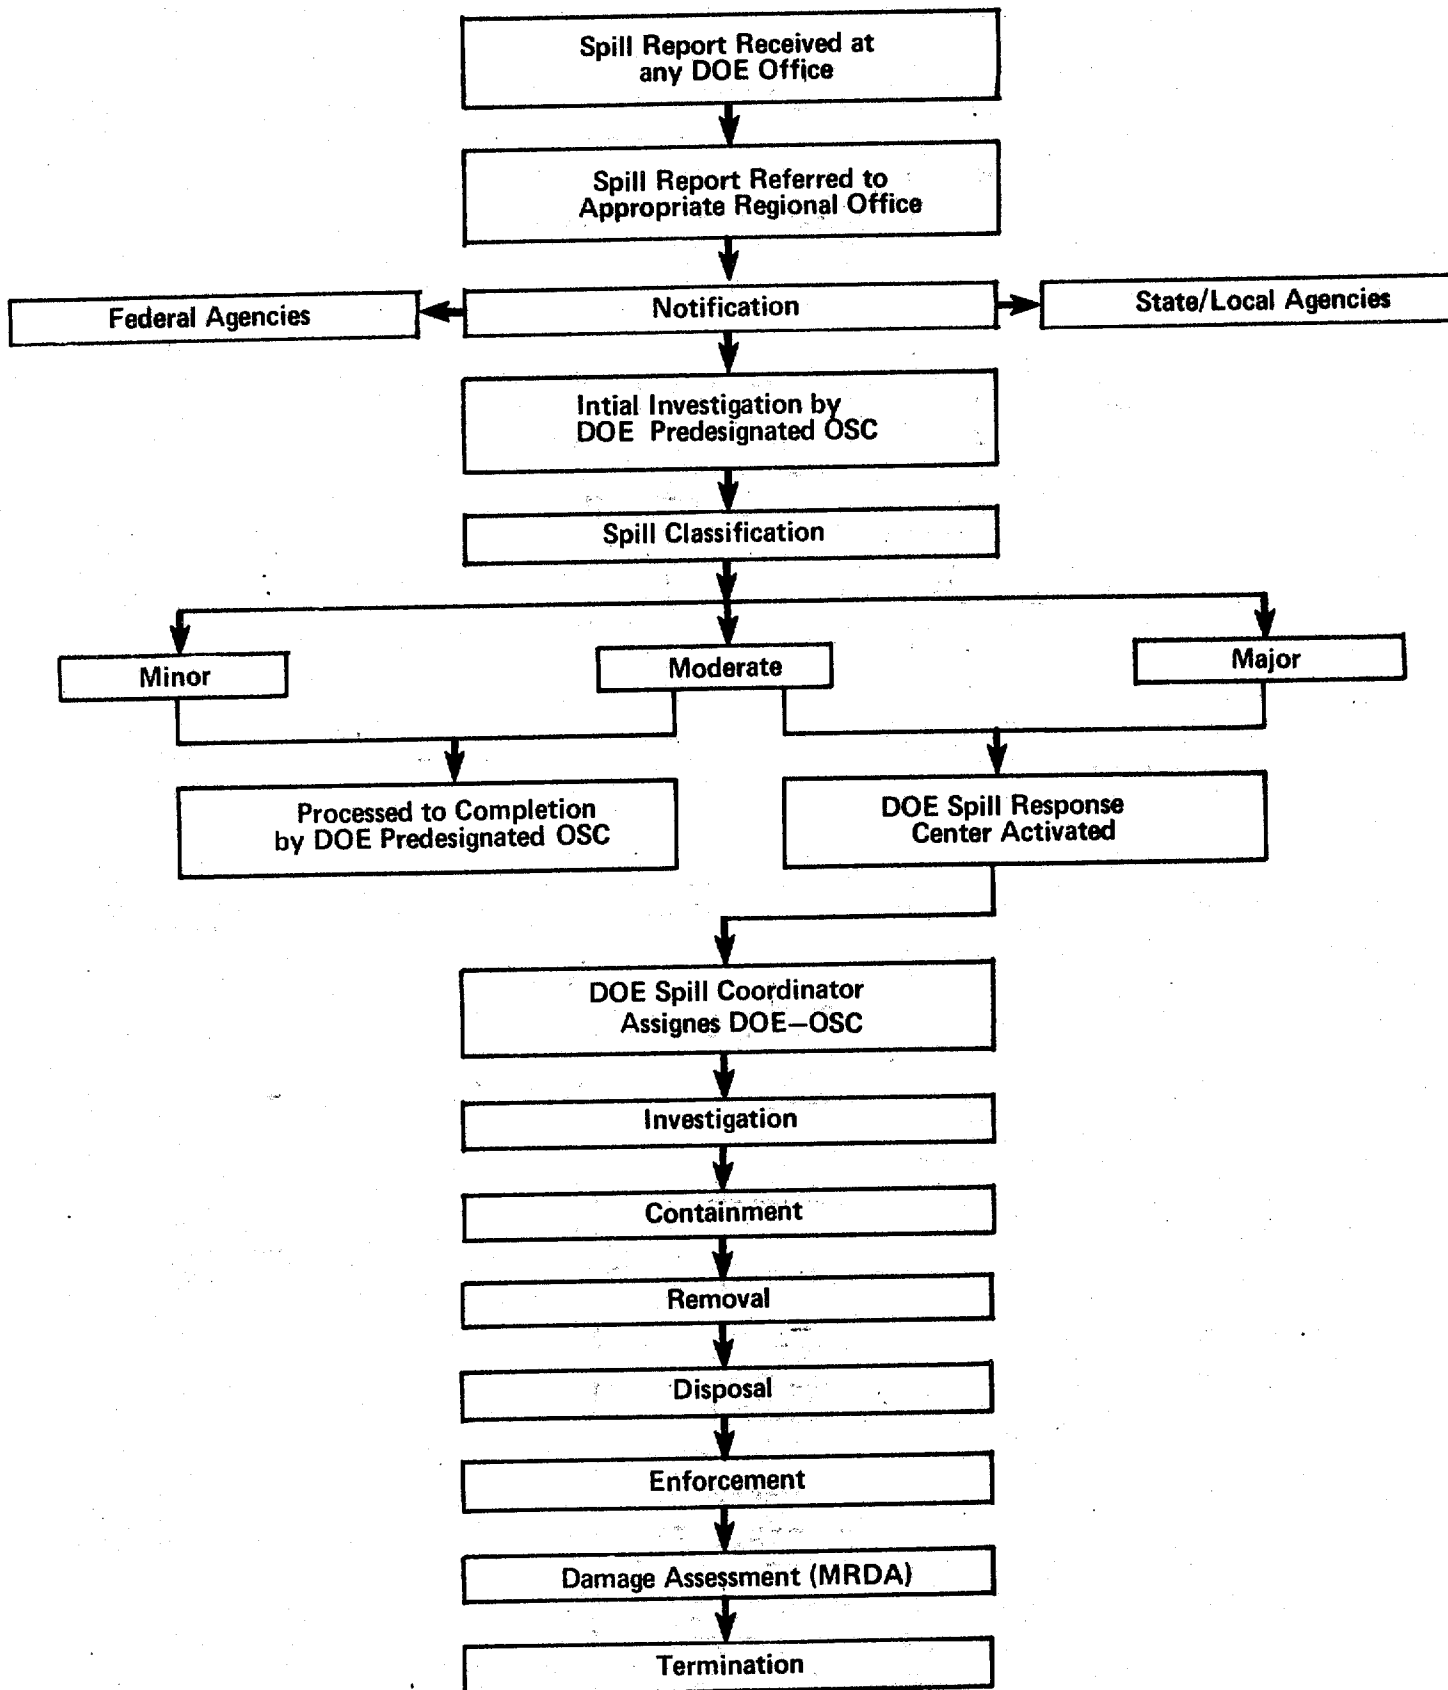 Spill Report Received at
any DOE Office
Spill Report Referred to
Appropriate Regional Office
Federal Agencies
Notification
State/Local Agencies
Intial Investigation by
DOE Predesignated OSC
Spill Classification
Minor
Moderate
Major
Processed to Completion
by DOE Predesignated OSC
DOE Spill Response
Center Activated
DOE Spill Coordinator
Assignes DOE—OSC
Investigation
Containment
Removal
Disposal
Enforcement
Damage Assessment (MRDA)
Termination